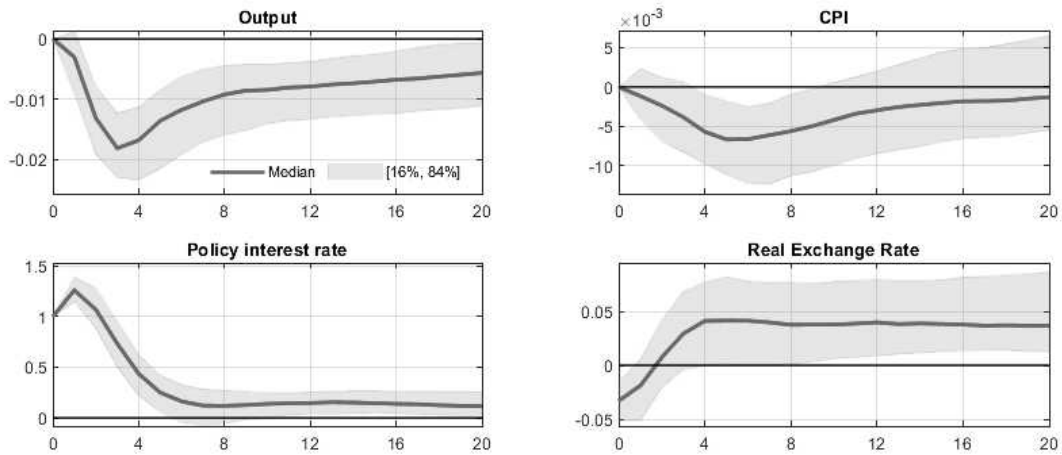 Output
0
-0.01
-0.02
Median
[16%, 84%]
0 4 8 12 16 20
CPI
×10⁻³
5
0
-5
-10
0 4 8 12 16 20
Policy interest rate
1.5
1
0.5
0
0 4 8 12 16 20
Real Exchange Rate
0.05
0
-0.05
0 4 8 12 16 20